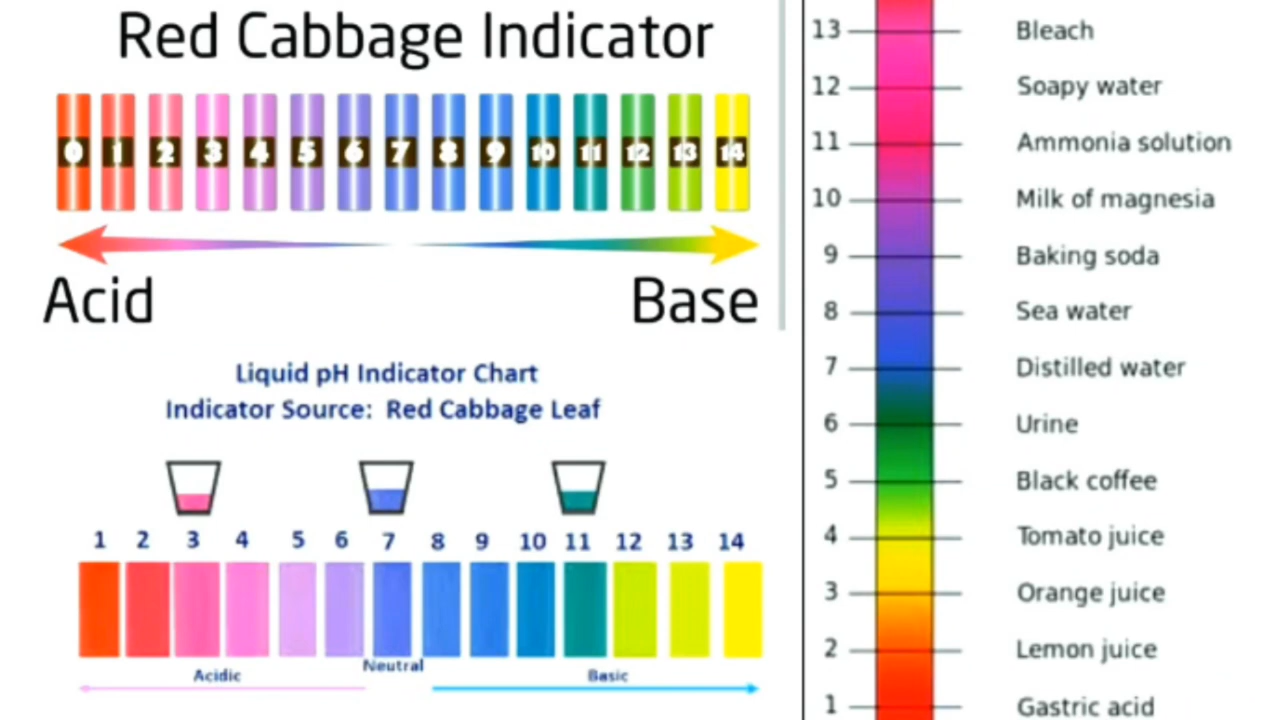 Red Cabbage Indicator
0 1 2 3 4 5 6 7 8 9 10 11 12 13 14
Acid Base
Liquid pH Indicator Chart
Indicator Source: Red Cabbage Leaf
1 2 3 4 5 6 7 8 9 10 11 12 13 14
Acidic Neutral Basic
13 Bleach
12 Soapy water
11 Ammonia solution
10 Milk of magnesia
9 Baking soda
8 Sea water
7 Distilled water
6 Urine
5 Black coffee
4 Tomato juice
3 Orange juice
2 Lemon juice
1 Gastric acid